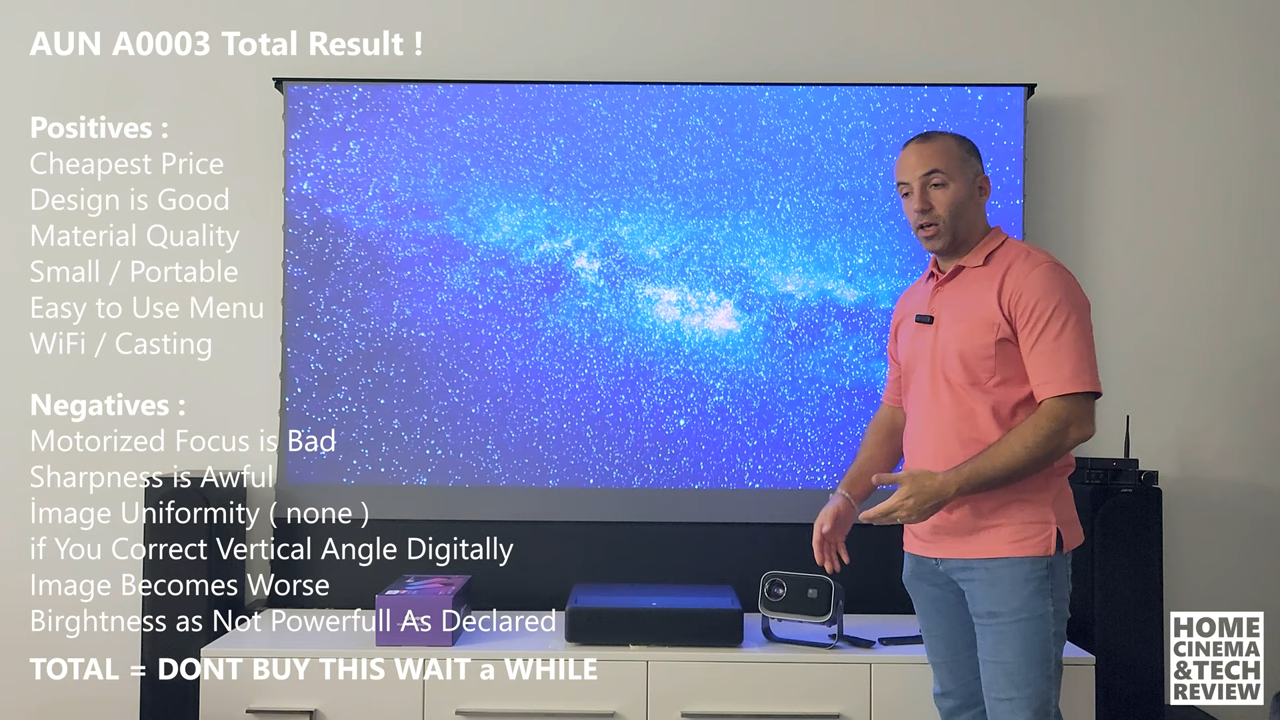 AUN A0003 Total Result !
Positives :
Cheapest Price
Design is Good
Material Quality
Small / Portable
Easy to Use Menu
WiFi / Casting
Negatives :
Motorized Focus is Bad
Sharpness is Awful
İmage Uniformity ( none )
if You Correct Vertical Angle Digitally
Image Becomes Worse
Birghtness as Not Powerfull As Declared
TOTAL = DONT BUY THIS WAIT a WHILE
HOME
CINEMA
&TECH
REVIEW